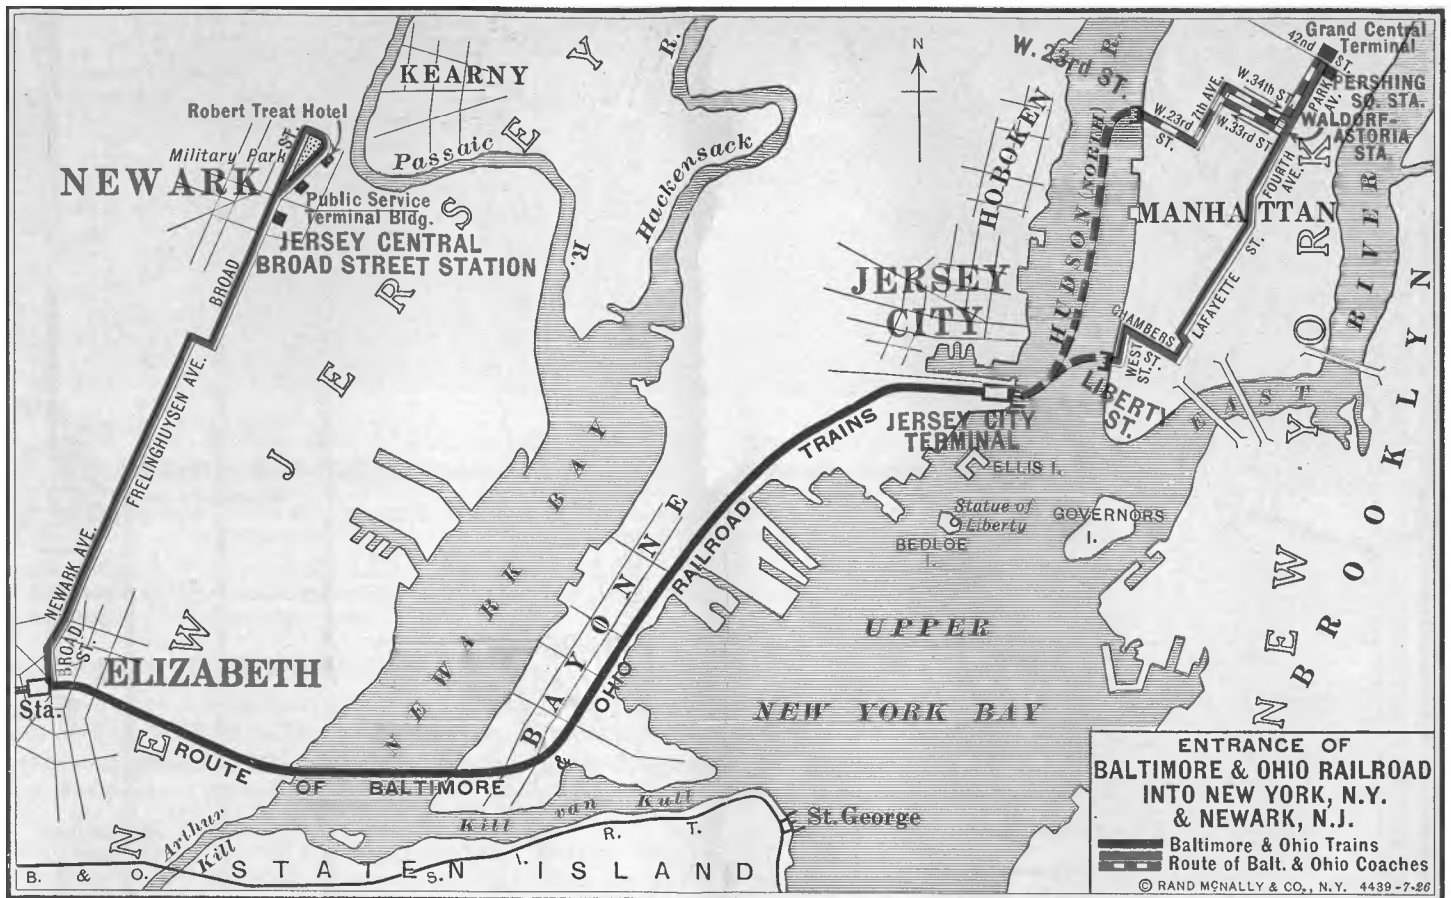 KEARNY
Robert Treat Hotel
Military Park
ST.
NEWARK
Passaic
R.
Hackensack
R.
Public Service
Terminal Bldg.
JERSEY CENTRAL
BROAD STREET STATION
BROAD
FRELINGHUYSEN AVE.
NEWARK AVE.
BROAD
ST.
ELIZABETH
Sta.
NEW JERSEY
NEWARK BAY
BAYONNE
ROUTE OF BALTIMORE & OHIO RAILROAD TRAINS
N
HOBOKEN
JERSEY
CITY
HUDSON (NORTH)
R.
W. 23rd ST.
W. 23rd
ST.
7th AVE.
W. 34th ST.
W. 33rd ST.
42nd
ST.
Grand Central
Terminal
PERSHING
SQ. STA.
PARK
AV.
WALDORF-
ASTORIA
STA.
FOURTH
AVE.
MANHATTAN
LAFAYETTE
ST.
CHAMBERS
ST.
WEST
ST.
LIBERTY
ST.
JERSEY CITY
TERMINAL
ELLIS I.
Statue of
Liberty
BEDLOE
I.
GOVERNORS
I.
EAST
RIVER
NEW YORK
BROOKLYN
UPPER
NEW YORK BAY
Arthur
Kill
Kill van Kull
St. George
B. & O.
S. I. R. T.
STATEN ISLAND
ENTRANCE OF
BALTIMORE & OHIO RAILROAD
INTO NEW YORK, N.Y.
& NEWARK, N.J.
Baltimore & Ohio Trains
Route of Balt. & Ohio Coaches
© RAND MCNALLY & CO., N.Y. 4439-7-26